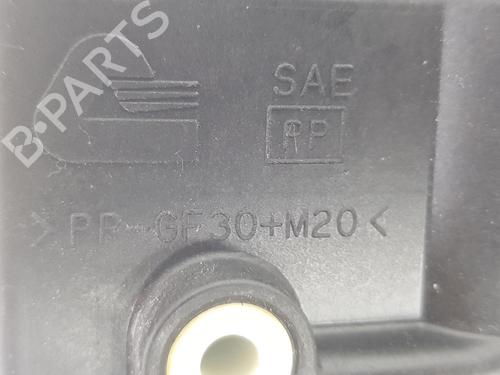 B-PARTS
SAE
PP
>PP-GF30+M20<